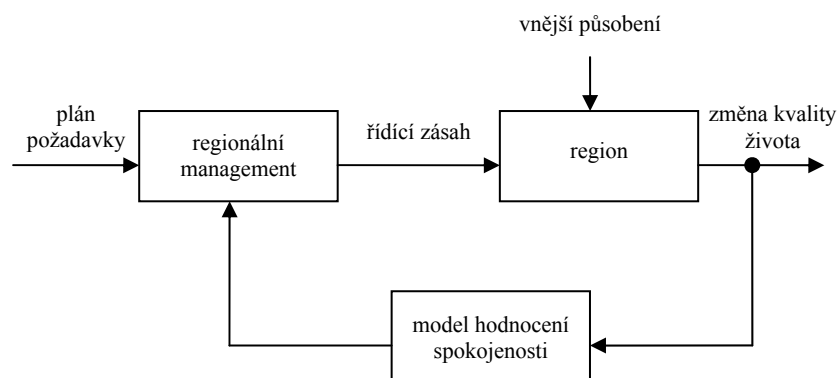 vnější působení
plán
požadavky
regionální
management
řídící zásah
region
změna kvality
života
model hodnocení
spokojenosti